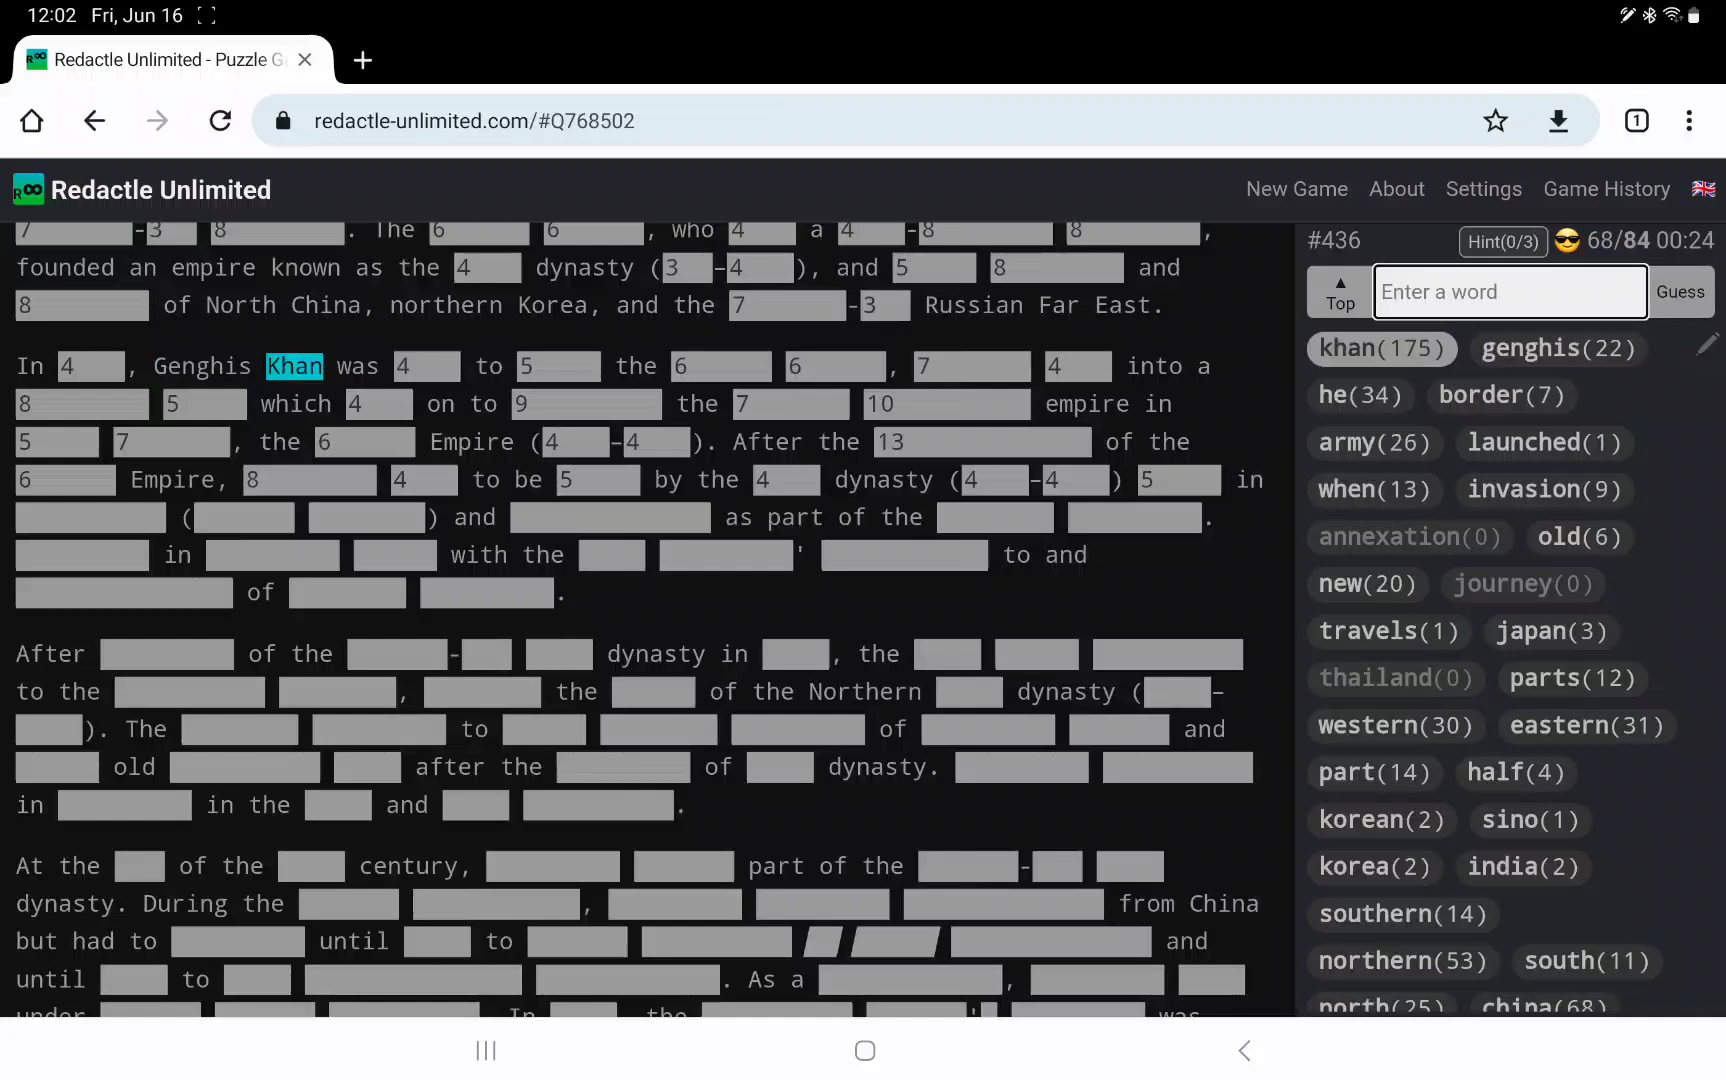 12:02 Fri, Jun 16
Redactle Unlimited - Puzzle G
redactle-unlimited.com/#Q768502
1
R∞ Redactle Unlimited
New Game About Settings Game History
7 -3 8 . The 6 6 , who 4 a 4 -8 8 ,
founded an empire known as the 4 dynasty (3 –4 ), and 5 8 and
8 of North China, northern Korea, and the 7 -3 Russian Far East.
In 4 , Genghis Khan was 4 to 5 the 6 6 , 7 4 into a
8 5 which 4 on to 9 the 7 10 empire in
5 7 , the 6 Empire (4 –4 ). After the 13 of the
6 Empire, 8 4 to be 5 by the 4 dynasty (4 –4 ) 5 in
( ) and as part of the .
in with the ' to and
of .
After of the - dynasty in , the
to the , the of the Northern dynasty ( –
). The to of and
old after the of dynasty.
in in the and .
At the of the century, part of the -
dynasty. During the , from China
but had to until to and
until to . As a ,
under . In , the ' was
#436 Hint(0/3) 68/84 00:24
▲ Top Enter a word Guess
khan(175) genghis(22)
he(34) border(7)
army(26) launched(1)
when(13) invasion(9)
annexation(0) old(6)
new(20) journey(0)
travels(1) japan(3)
thailand(0) parts(12)
western(30) eastern(31)
part(14) half(4)
korean(2) sino(1)
korea(2) india(2)
southern(14)
northern(53) south(11)
north(25) china(68)